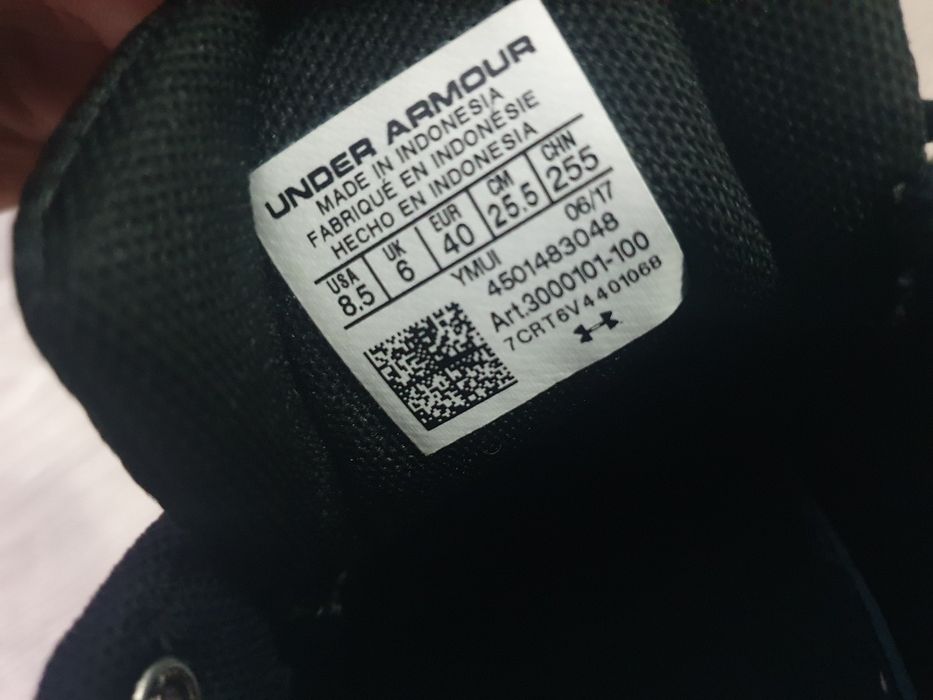 UNDER ARMOUR
MADE IN INDONESIA
FABRIQUÉ EN INDONÉSIE
HECHO EN INDONESIA
USA UK EUR CM CHN
8.5 6 40 25.5 255
YMUI 06/17
4501483048
Art.3000101-100
7CRT6V4401068